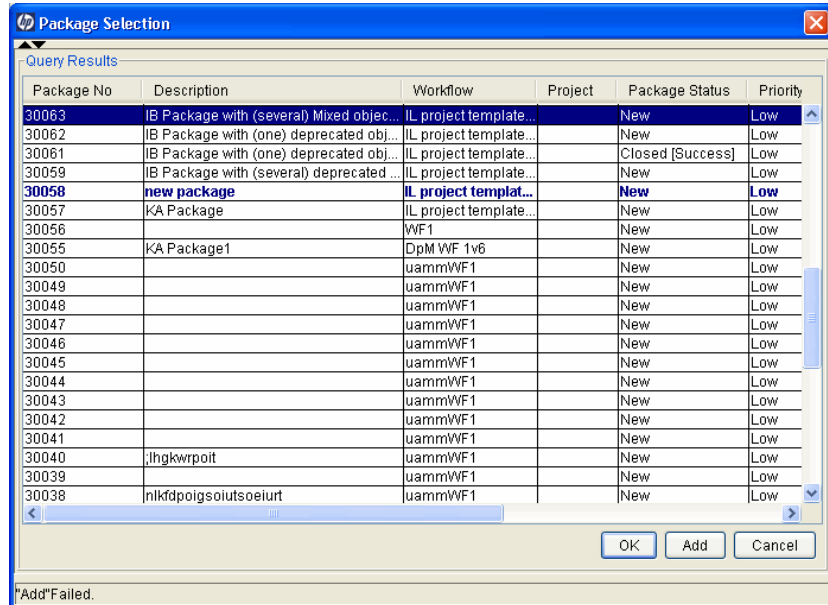 hp Package Selection
Query Results
Package No Description Workflow Project Package Status Priority
30063 IB Package with (several) Mixed objec... IL project template... New Low
30062 IB Package with (one) deprecated obj... IL project template... New Low
30061 IB Package with (one) deprecated obj... IL project template... Closed [Success] Low
30059 IB Package with (several) deprecated ... IL project template... New Low
30058 new package IL project templat... New Low
30057 KA Package IL project template... New Low
30056 WF1 New Low
30055 KA Package1 DpM WF 1v6 New Low
30050 uammWF1 New Low
30049 uammWF1 New Low
30048 uammWF1 New Low
30047 uammWF1 New Low
30046 uammWF1 New Low
30045 uammWF1 New Low
30044 uammWF1 New Low
30043 uammWF1 New Low
30042 uammWF1 New Low
30041 uammWF1 New Low
30040 ;lhgkwrpoit uammWF1 New Low
30039 uammWF1 New Low
30038 nlkfdpoigsoiutsoeiurt uammWF1 New Low
OK Add Cancel
"Add"Failed.